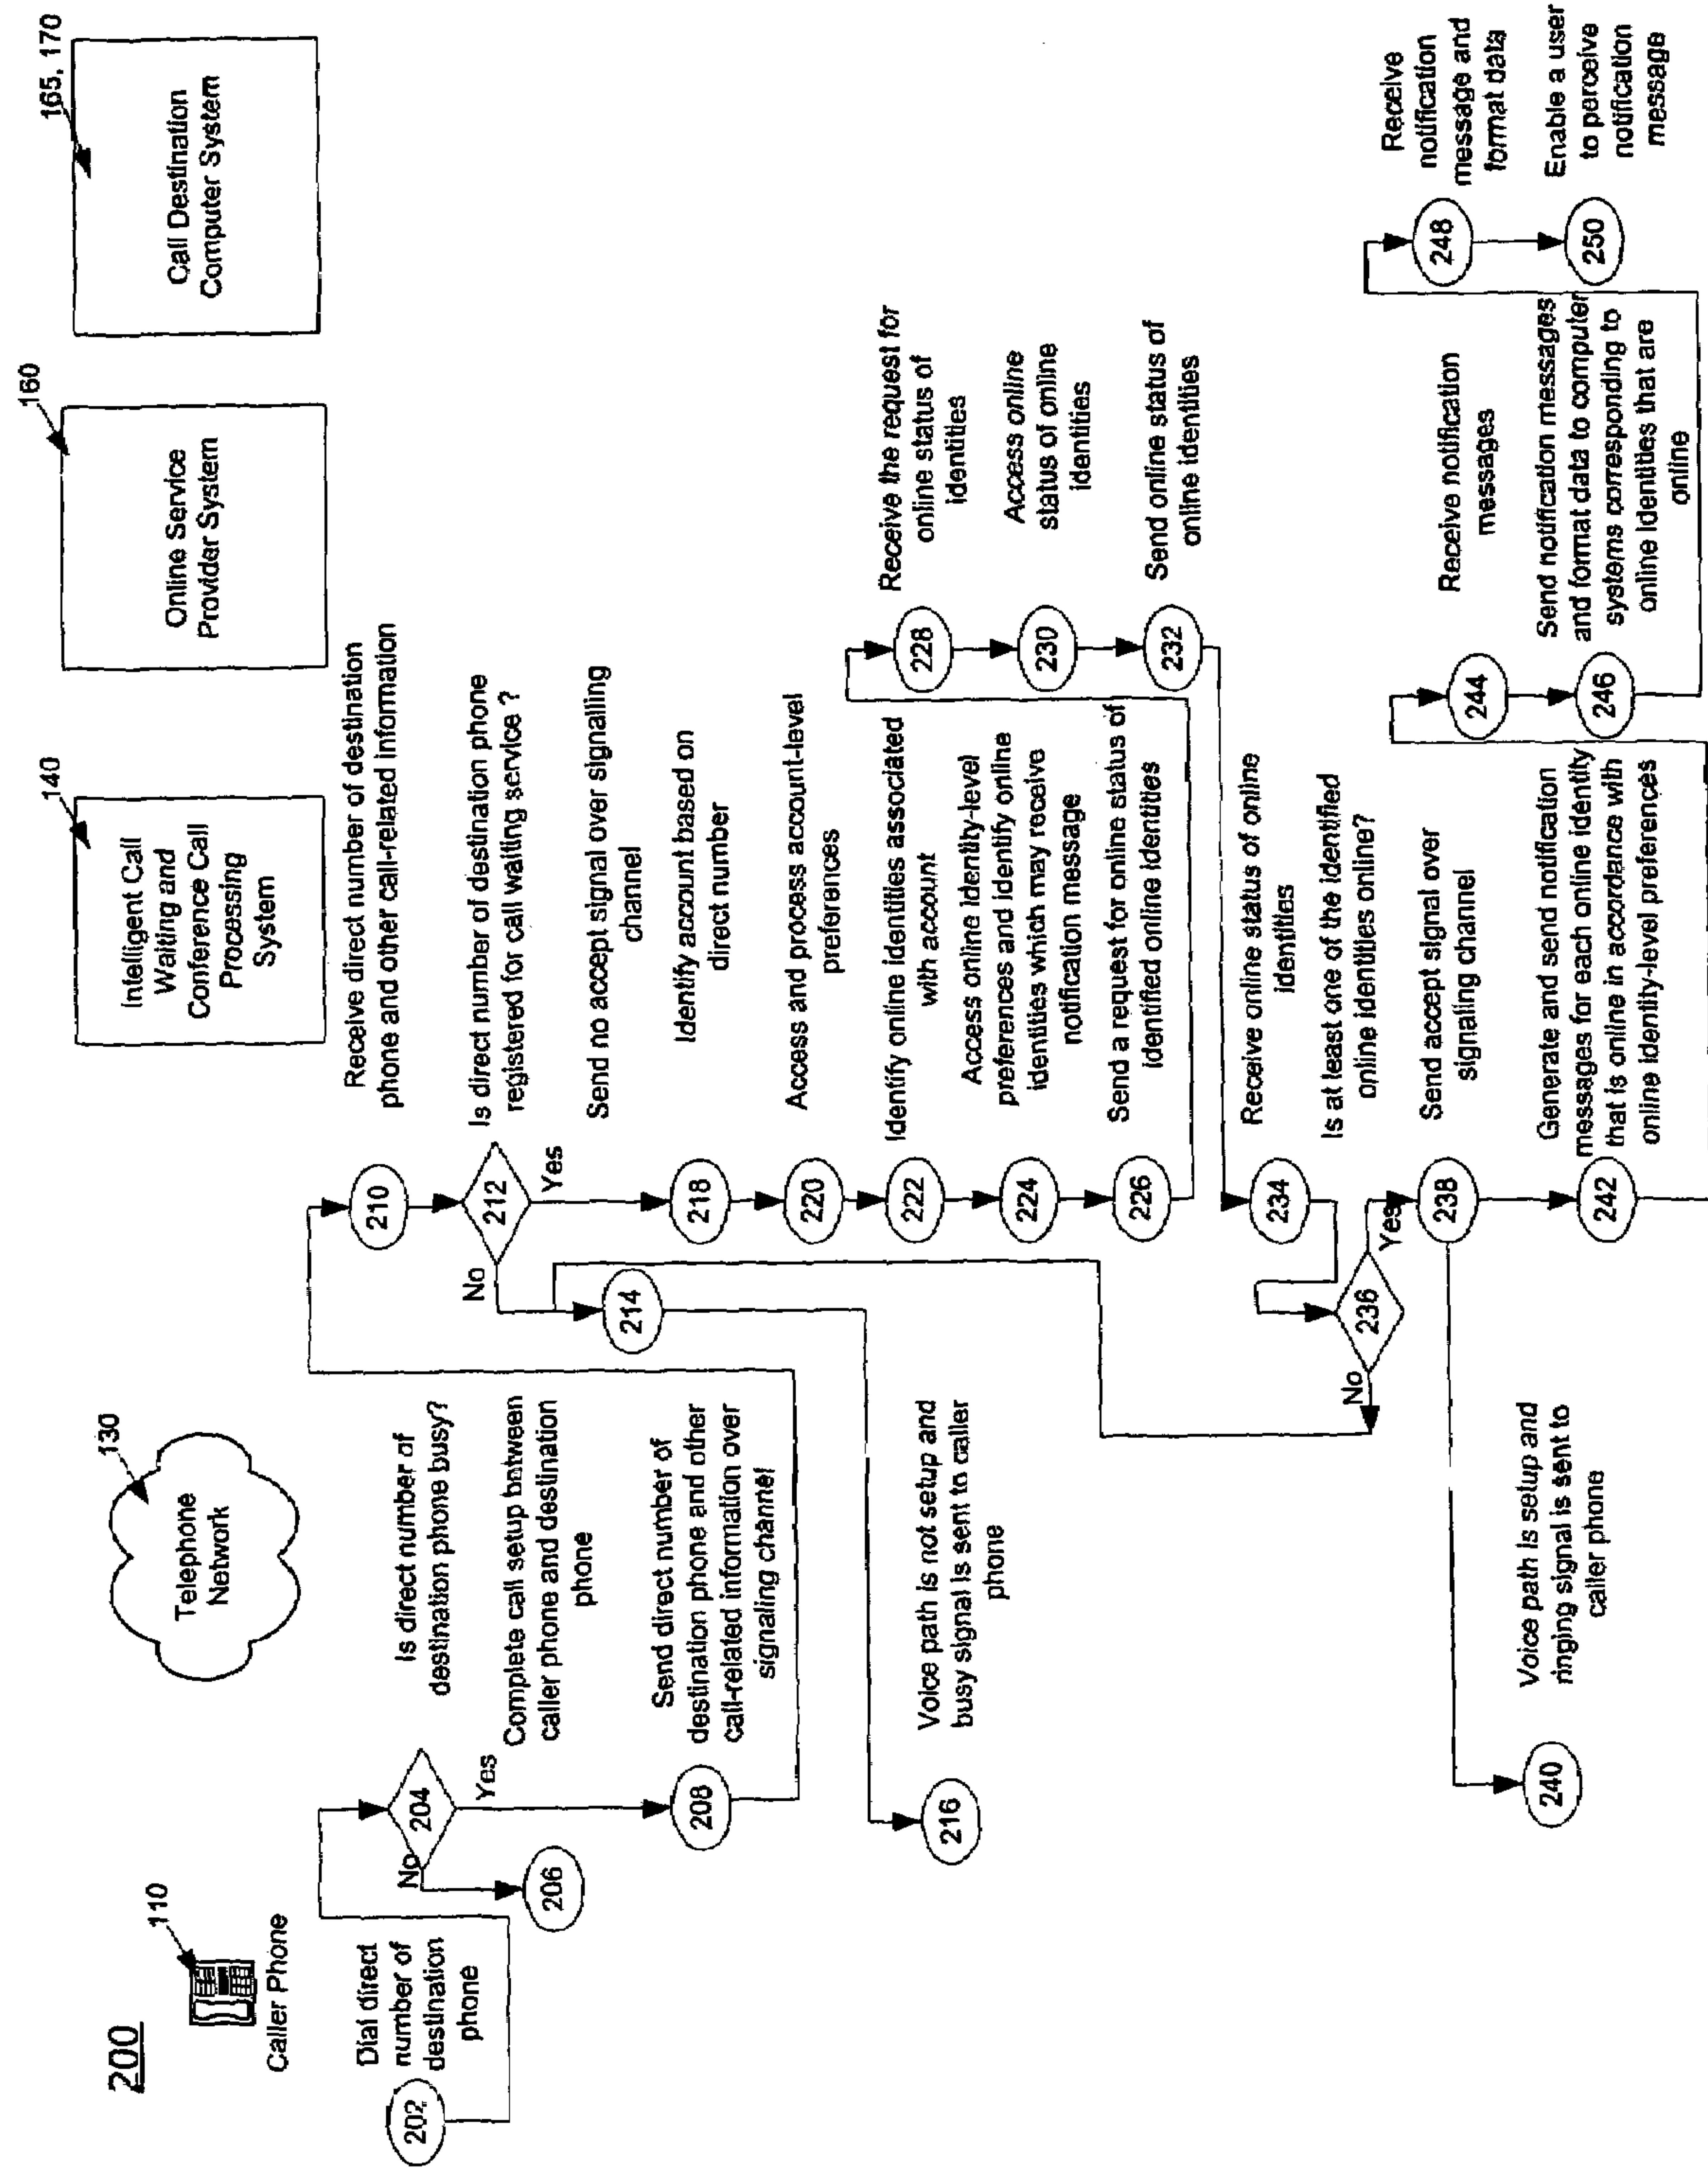 200
110
Caller Phone
130
Telephone
Network
140
Intelligent Call
Waiting and
Conference Call
Processing
System
160
Online Service
Provider System
165, 170
Call Destination
Computer System
202
Dial direct
number of
destination
phone
204
No
Yes
Is direct number of
destination phone busy?
206
Complete call setup between
caller phone and destination
phone
208
Send direct number of
destination phone and other
call-related information over
signaling channel
210
Receive direct number of destination
phone and other call-related information
212
No
Yes
Is direct number of destination phone
registered for call waiting service ?
214
Send no accept signal over signalling
channel
216
Voice path is not setup and
busy signal is sent to caller
phone
218
Identify account based on
direct number
220
Access and process account-level
preferences
222
Identify online identities associated
with account
224
Access online identity-level
preferences and identify online
identities which may receive
notification message
226
Send a request for online status of
identified online identities
228
Receive the request for
online status of
identities
230
Access online
status of online
identities
232
Send online status of
online identities
234
Receive online status of online
identities
236
No
Yes
Is at least one of the identified
online identities online?
238
Send accept signal over
signaling channel
240
Voice path is setup and
ringing signal is sent to
caller phone
242
Generate and send notification
messages for each online identity
that is online in accordance with
online identity-level preferences
244
Receive notification
messages
246
Send notification messages
and format data to computer
systems corresponding to
online identities that are
online
248
Receive
notification
message and
format data
250
Enable a user
to perceive
notification
message